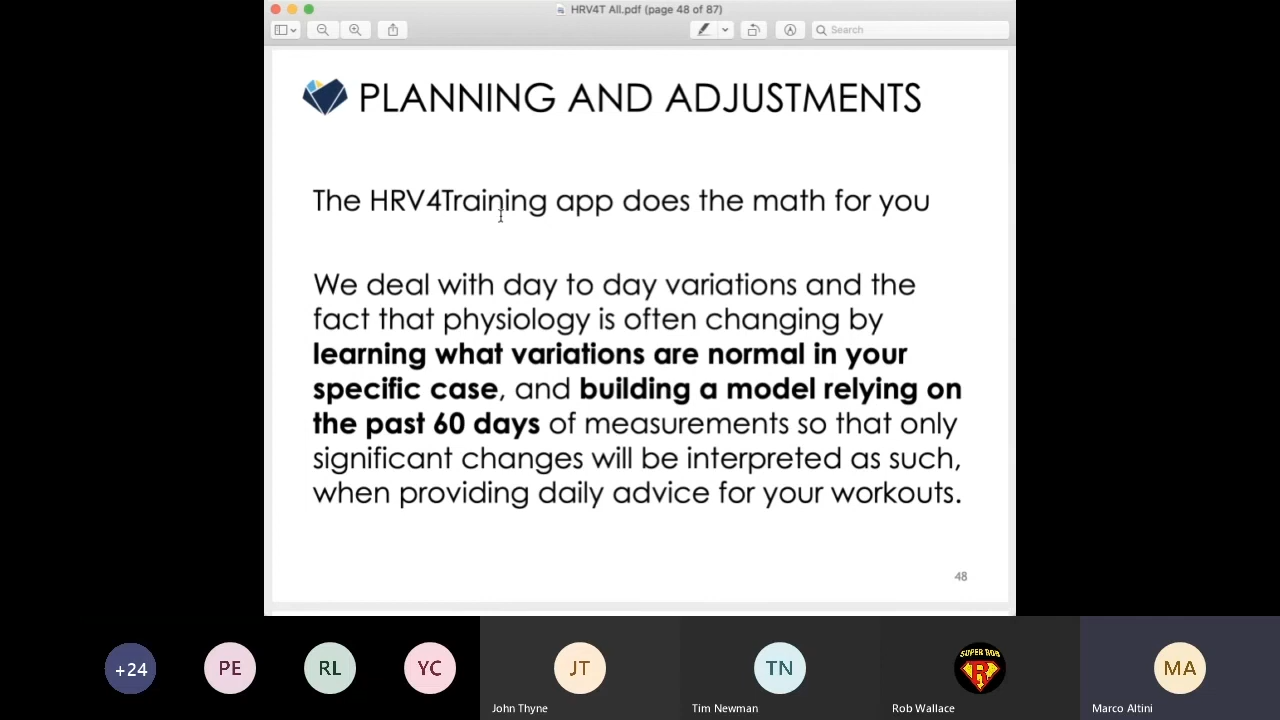 HRV4T All.pdf (page 48 of 87)
Search
PLANNING AND ADJUSTMENTS
The HRV4Training app does the math for you
We deal with day to day variations and the
fact that physiology is often changing by
learning what variations are normal in your
specific case, and building a model relying on
the past 60 days of measurements so that only
significant changes will be interpreted as such,
when providing daily advice for your workouts.
48
+24
PE
RL
YC
JT
TN
SUPER ROB
R
MA
John Thyne
Tim Newman
Rob Wallace
Marco Altini